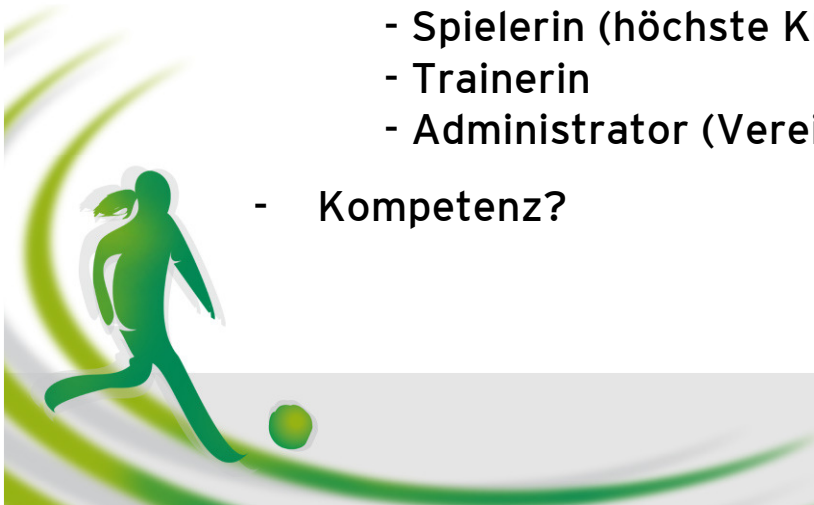 - Spielerin (höchste K
- Trainerin
- Administrator (Verei
- Kompetenz?